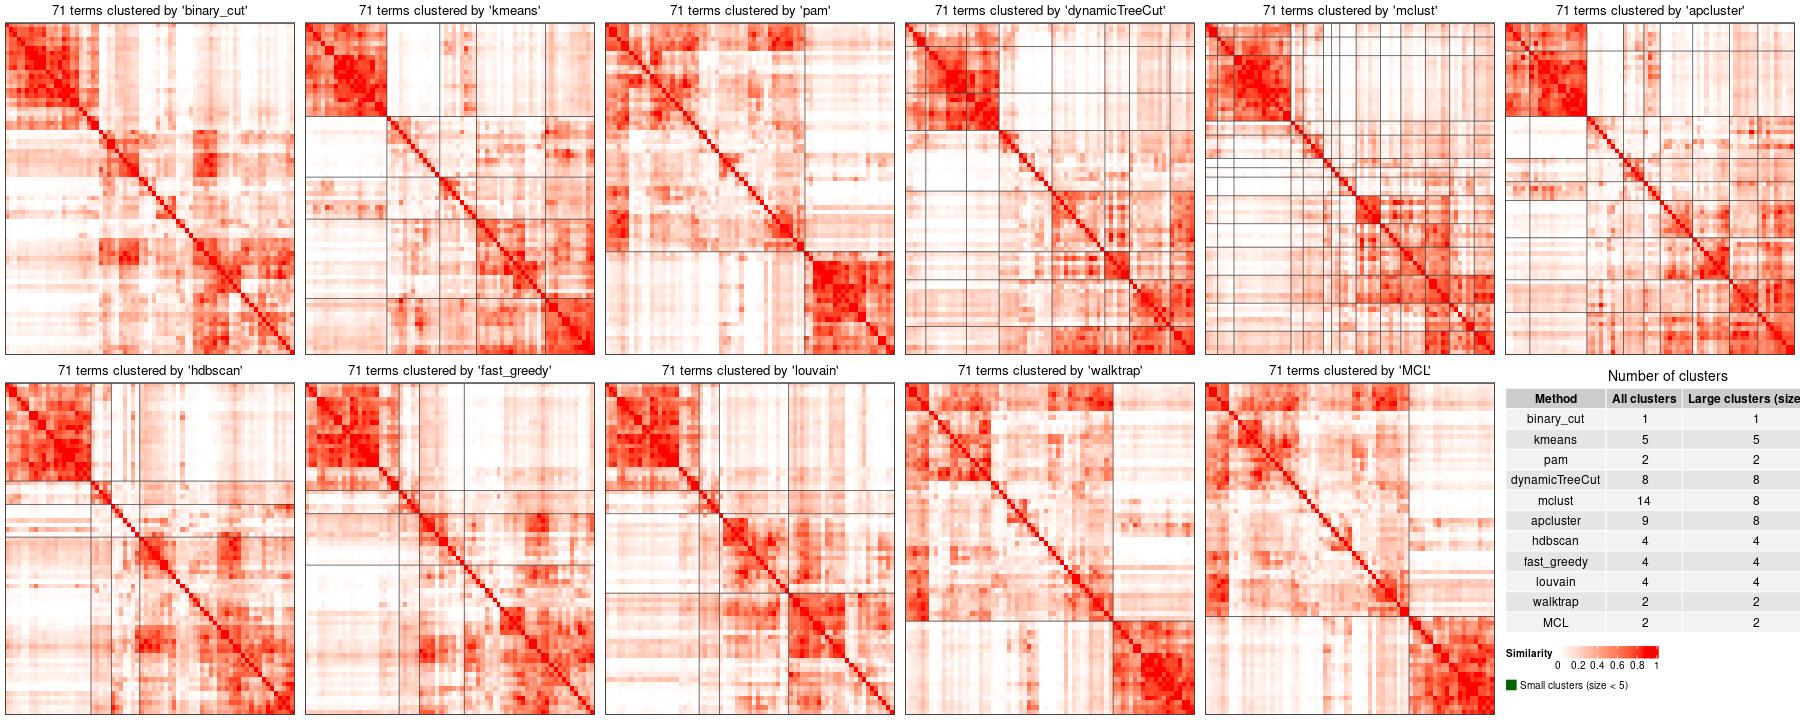 71 terms clustered by 'binary_cut'
71 terms clustered by 'kmeans'
71 terms clustered by 'pam'
71 terms clustered by 'dynamicTreeCut'
71 terms clustered by 'mclust'
71 terms clustered by 'apcluster'
71 terms clustered by 'hdbscan'
71 terms clustered by 'fast_greedy'
71 terms clustered by 'louvain'
71 terms clustered by 'walktrap'
71 terms clustered by 'MCL'
Number of clusters
Method All clusters Large clusters (size
binary_cut 1 1
kmeans 5 5
pam 2 2
dynamicTreeCut 8 8
mclust 14 8
apcluster 9 8
hdbscan 4 4
fast_greedy 4 4
louvain 4 4
walktrap 2 2
MCL 2 2
Similarity
0 0.2 0.4 0.6 0.8 1
Small clusters (size < 5)